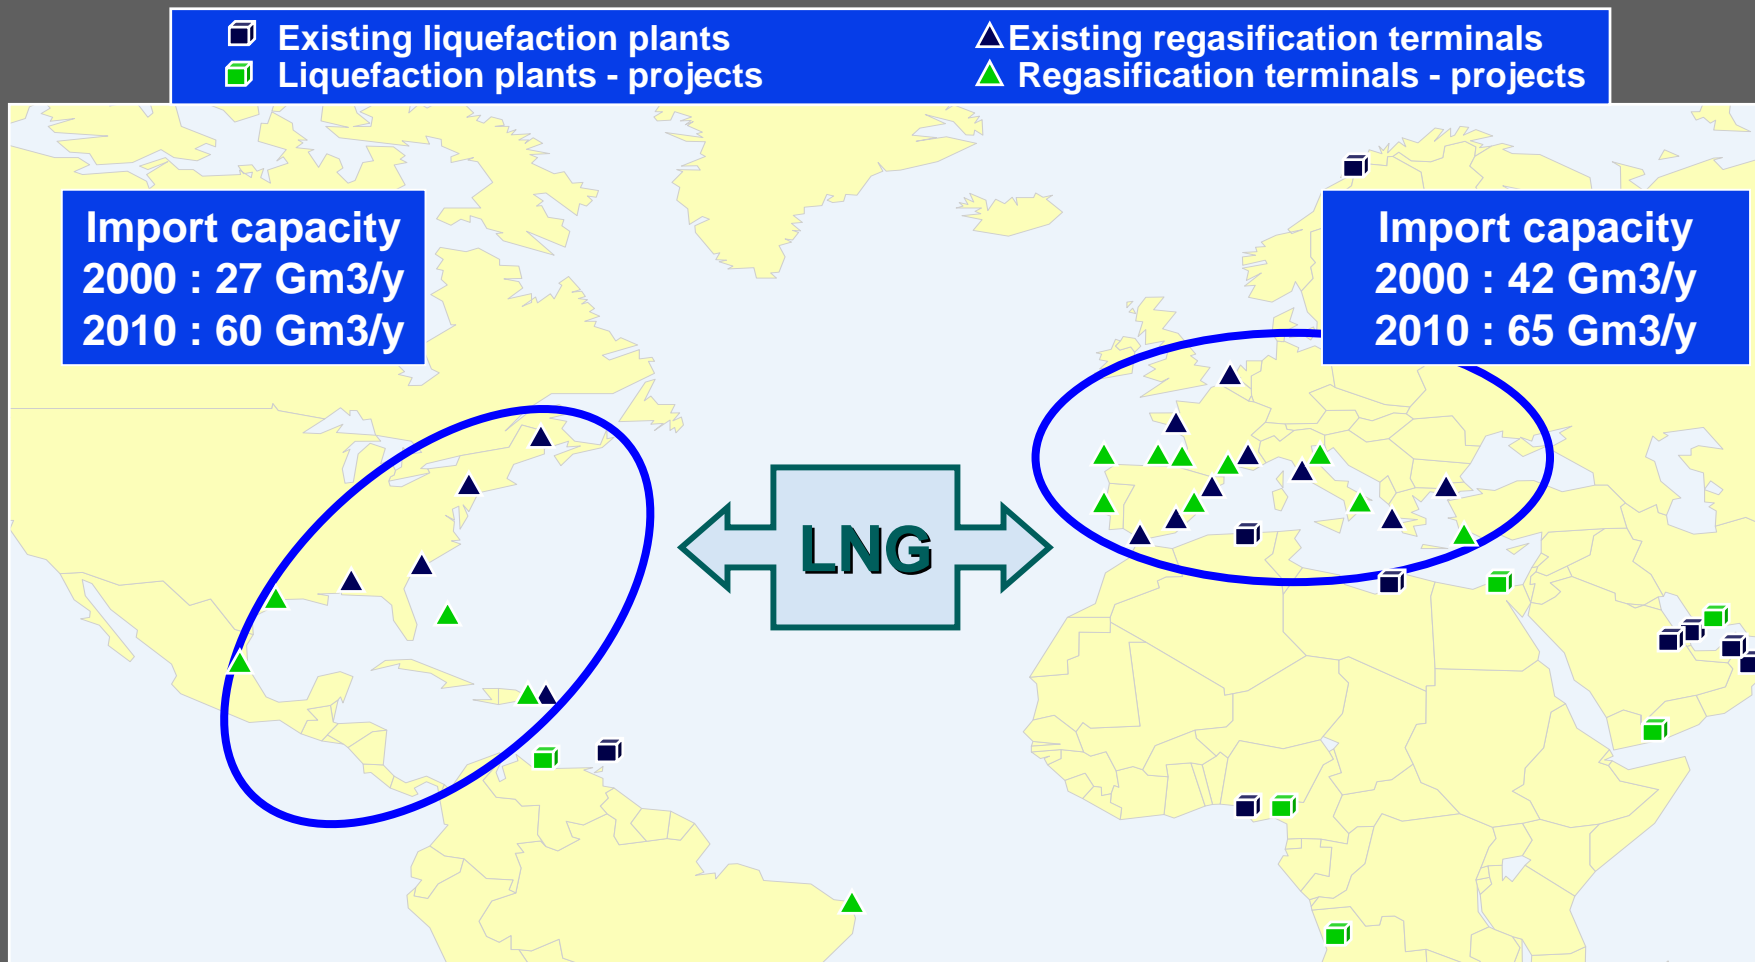 Existing liquefaction plants
Existing regasification terminals
Liquefaction plants - projects
Regasification terminals - projects
Import capacity
2000 : 27 Gm3/y
2010 : 60 Gm3/y
Import capacity
2000 : 42 Gm3/y
2010 : 65 Gm3/y
LNG